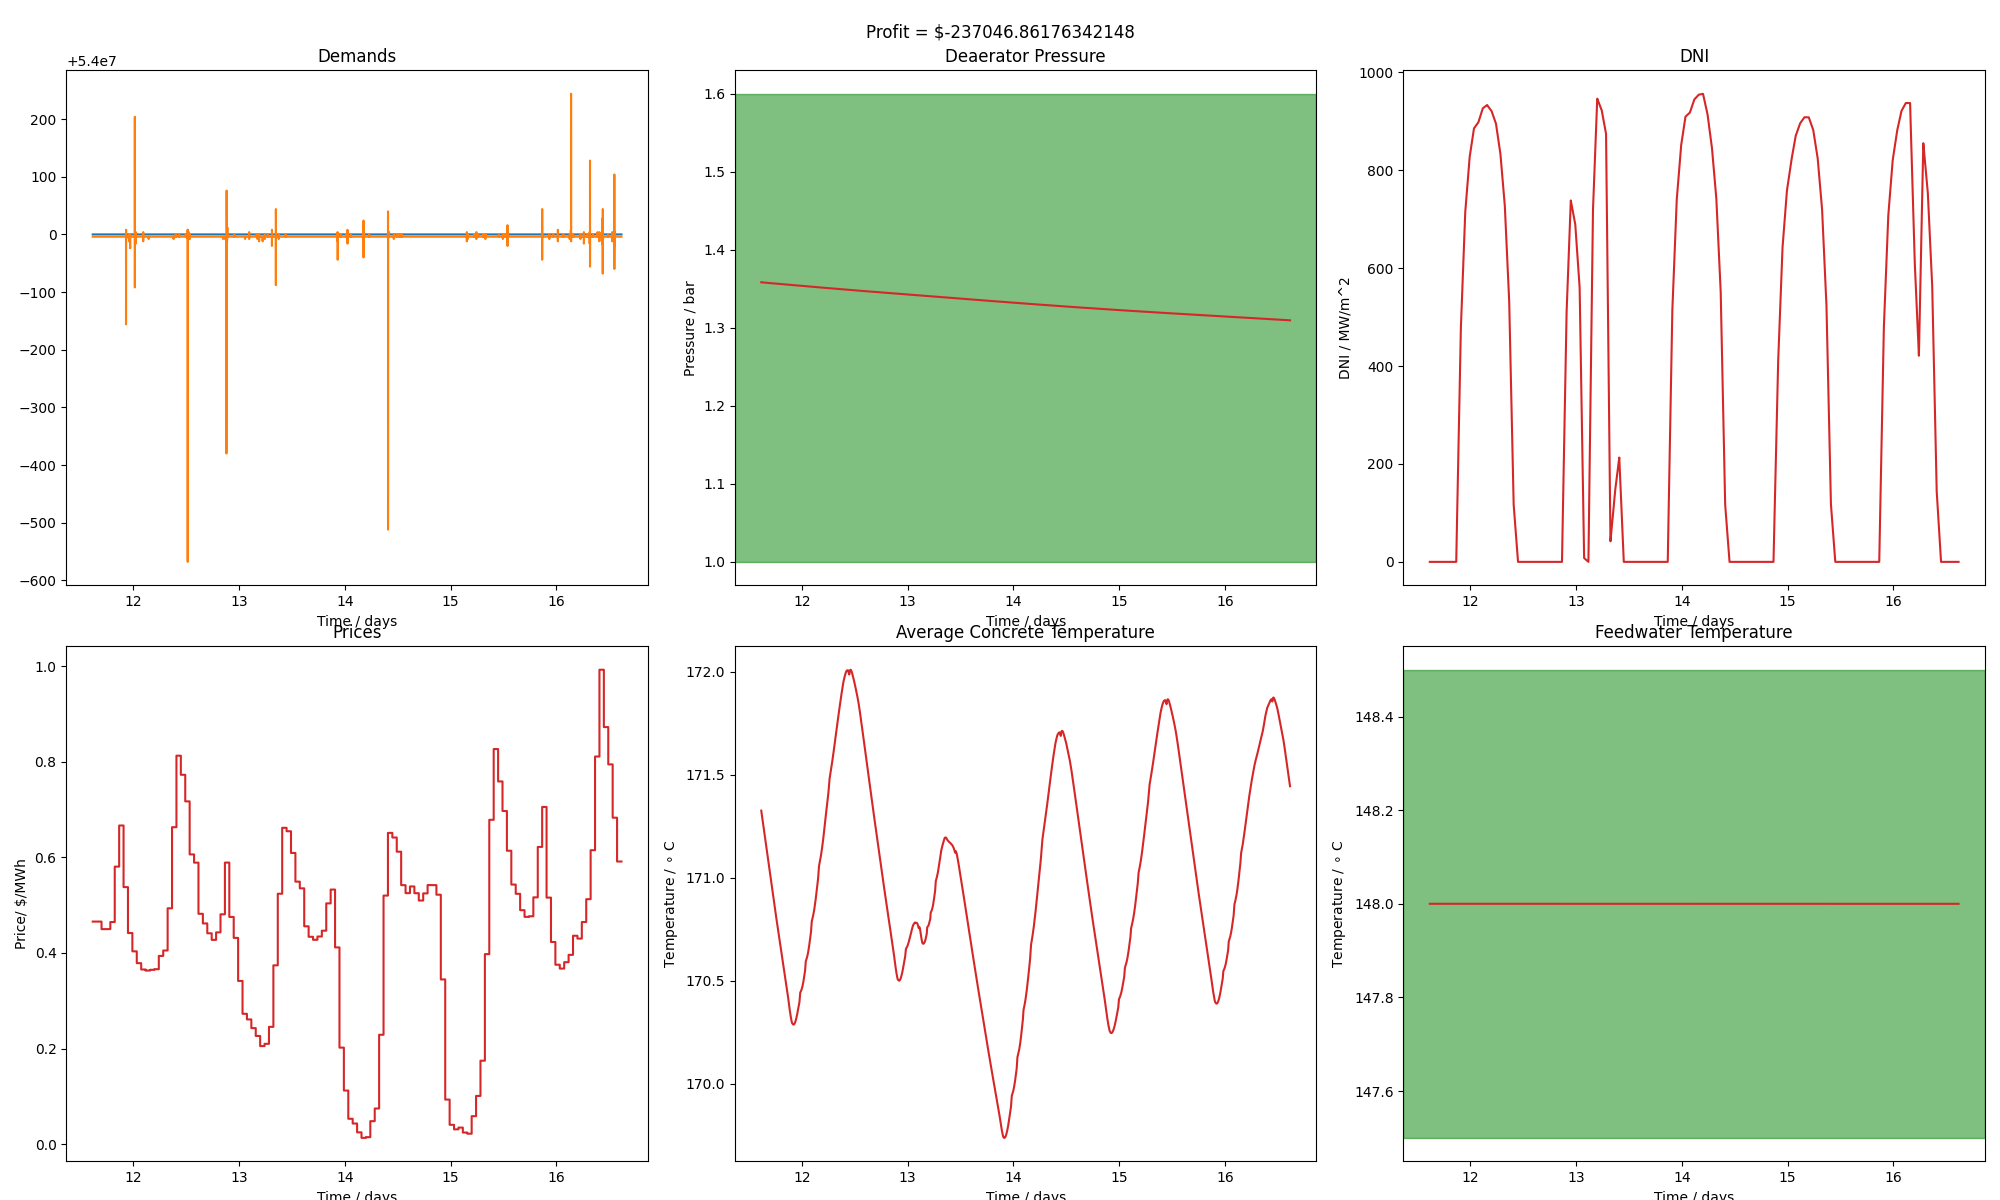 Profit = $-237046.86176342148
Demands
+5.4e7
200
100
0
−100
−200
−300
−400
−500
−600
12 13 14 15 16
Time / days
Deaerator Pressure
Pressure / bar
1.6
1.5
1.4
1.3
1.2
1.1
1.0
12 13 14 15 16
Time / days
DNI
DNI / MW/m^2
1000
800
600
400
200
0
12 13 14 15 16
Time / days
Prices
Price/ $/MWh
1.0
0.8
0.6
0.4
0.2
0.0
12 13 14 15 16
Time / days
Average Concrete Temperature
Temperature / ∘ C
172.0
171.5
171.0
170.5
170.0
12 13 14 15 16
Time / days
Feedwater Temperature
Temperature / ∘ C
148.4
148.2
148.0
147.8
147.6
12 13 14 15 16
Time / days